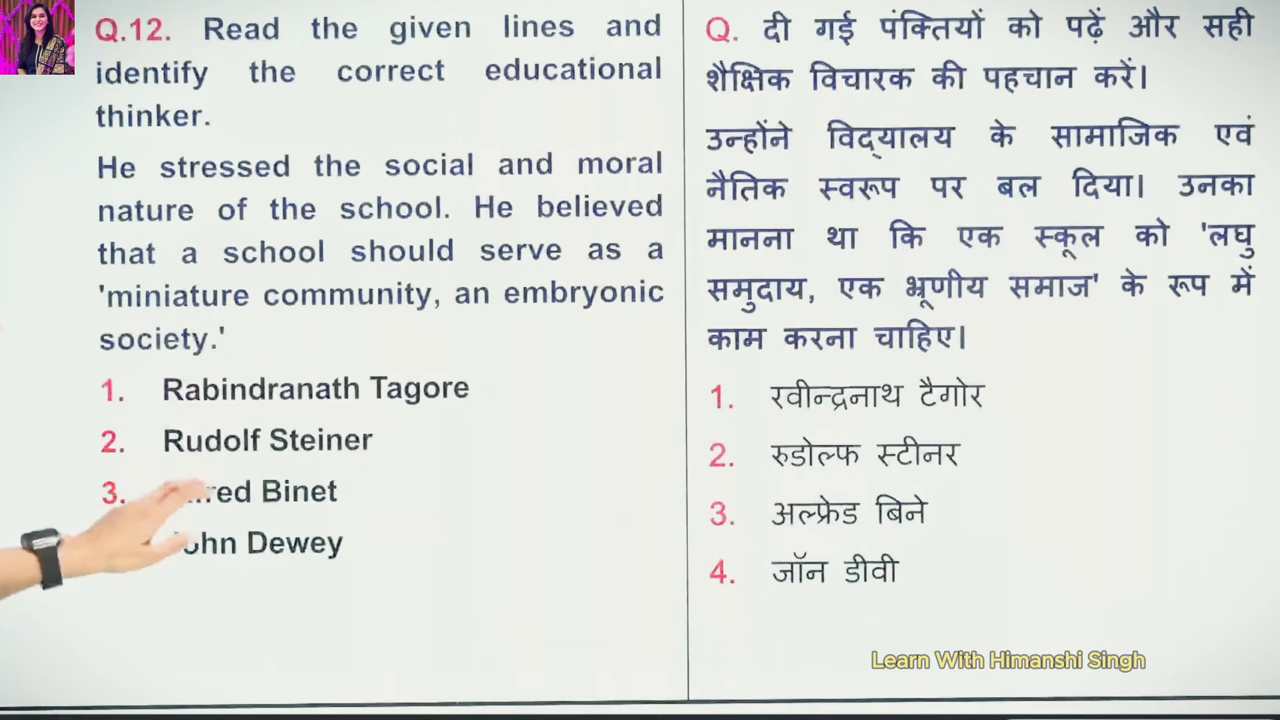 Q.12. Read the given lines and
identify the correct educational
thinker.
He stressed the social and moral
nature of the school. He believed
that a school should serve as a
'miniature community, an embryonic
society.'
1. Rabindranath Tagore
2. Rudolf Steiner
3. Binet
Dewey
Q. दी गई पंक्तियों को पढ़ें और सही
शैक्षिक विचारक की पहचान करें।
उन्होंने विद्यालय के सामाजिक एवं
नैतिक स्वरूप पर बल दिया। उनका
मानना था कि एक स्कूल को 'लघु
समुदाय, एक भ्रूणीय समाज' के रूप में
काम करना चाहिए।
1. रवीन्द्रनाथ टैगोर
2. रुडोल्फ स्टीनर
3. अल्फ्रेड बिने
4. जॉन डीवी
Learn With Himanshi Singh